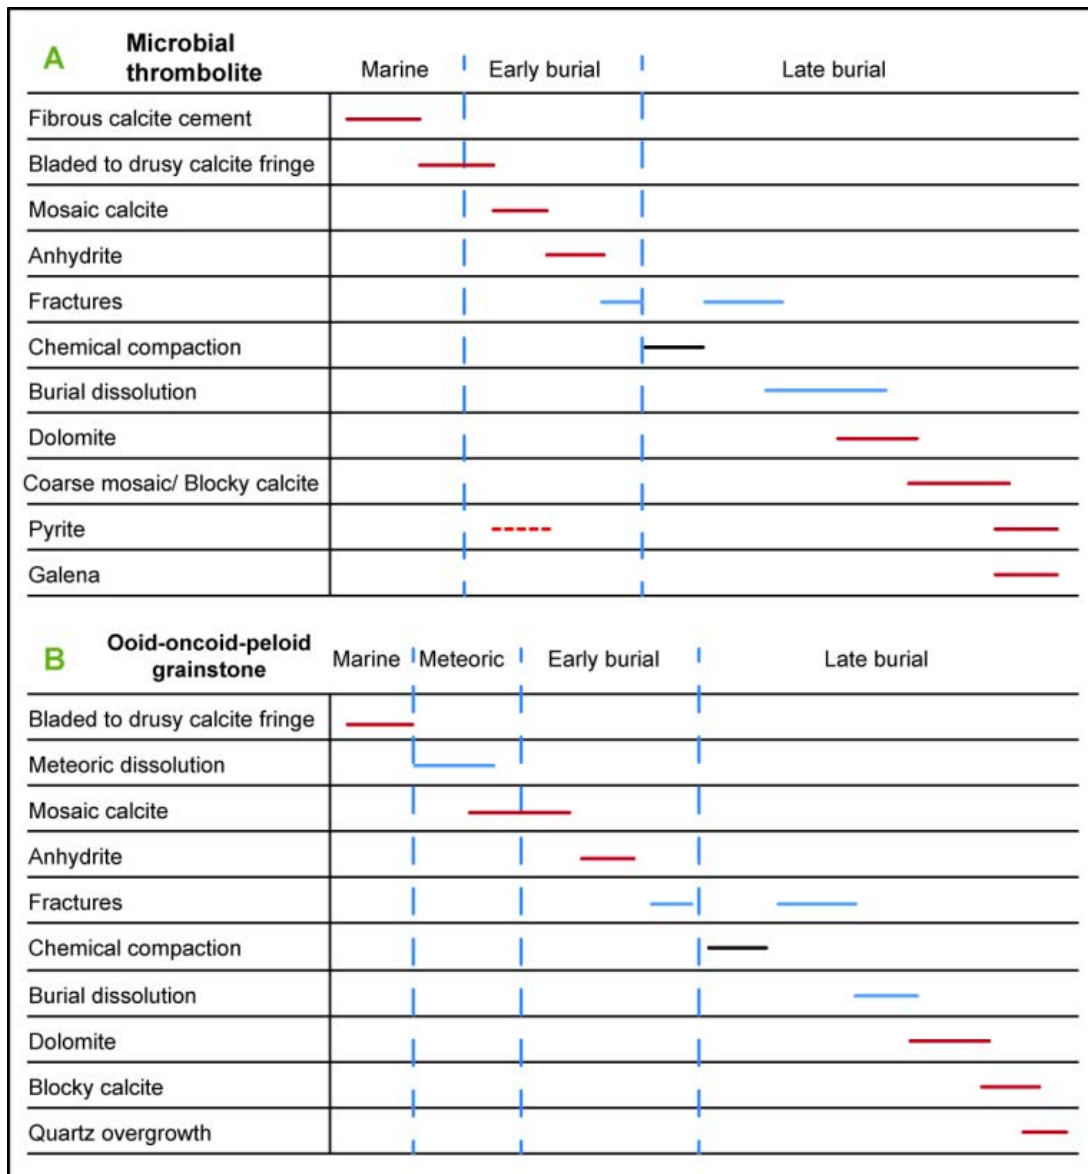 A Microbial
thrombolite
Marine Early burial Late burial
Fibrous calcite cement
Bladed to drusy calcite fringe
Mosaic calcite
Anhydrite
Fractures
Chemical compaction
Burial dissolution
Dolomite
Coarse mosaic/ Blocky calcite
Pyrite
Galena
B Ooid-oncoid-peloid
grainstone
Marine Meteoric Early burial Late burial
Bladed to drusy calcite fringe
Meteoric dissolution
Mosaic calcite
Anhydrite
Fractures
Chemical compaction
Burial dissolution
Dolomite
Blocky calcite
Quartz overgrowth